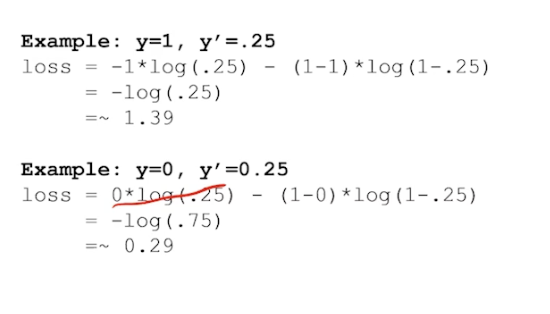 Example: y=1, y′=.25
loss = -1*log(.25) - (1-1)*log(1-.25)
= -log(.25)
=~ 1.39
Example: y=0, y′=0.25
loss = 0*log(.25) - (1-0)*log(1-.25)
= -log(.75)
=~ 0.29